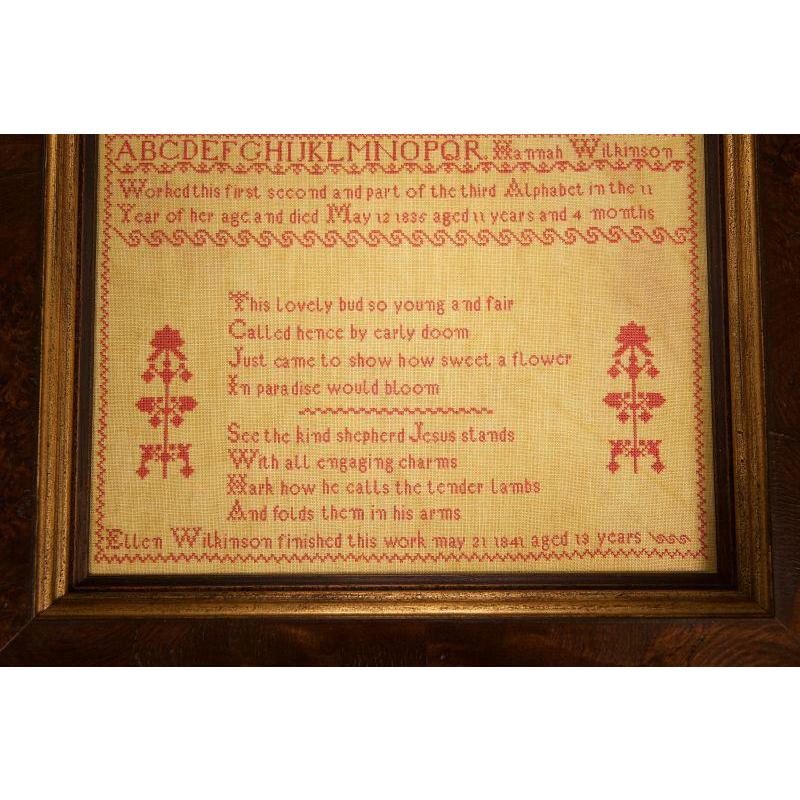 ABCDEFGHIJKLMNOPQR. Hannah Wilkinson
Worked this first second and part of the third Alphabet in the 11
Year of her age and died May 12 1835 aged 11 years and 4 months
This Lovely bud so young and fair
Called hence by early doom
Just came to show how sweet a flower
In paradise would bloom
See the kind shepherd Jesus stands
With all engaging charms
Hark how he calls the tender Lambs
And folds them in his arms
Ellen Wilkinson finished this work may 21 1841 aged 13 years